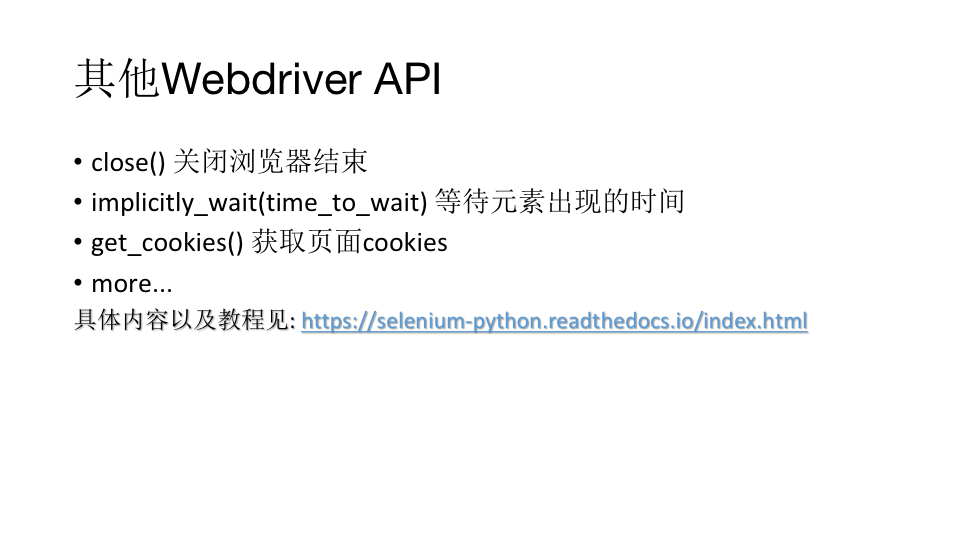 其他Webdriver API
• close() 关闭浏览器结束
• implicitly_wait(time_to_wait) 等待元素出现的时间
• get_cookies() 获取页面cookies
• more...
具体内容以及教程见: https://selenium-python.readthedocs.io/index.html